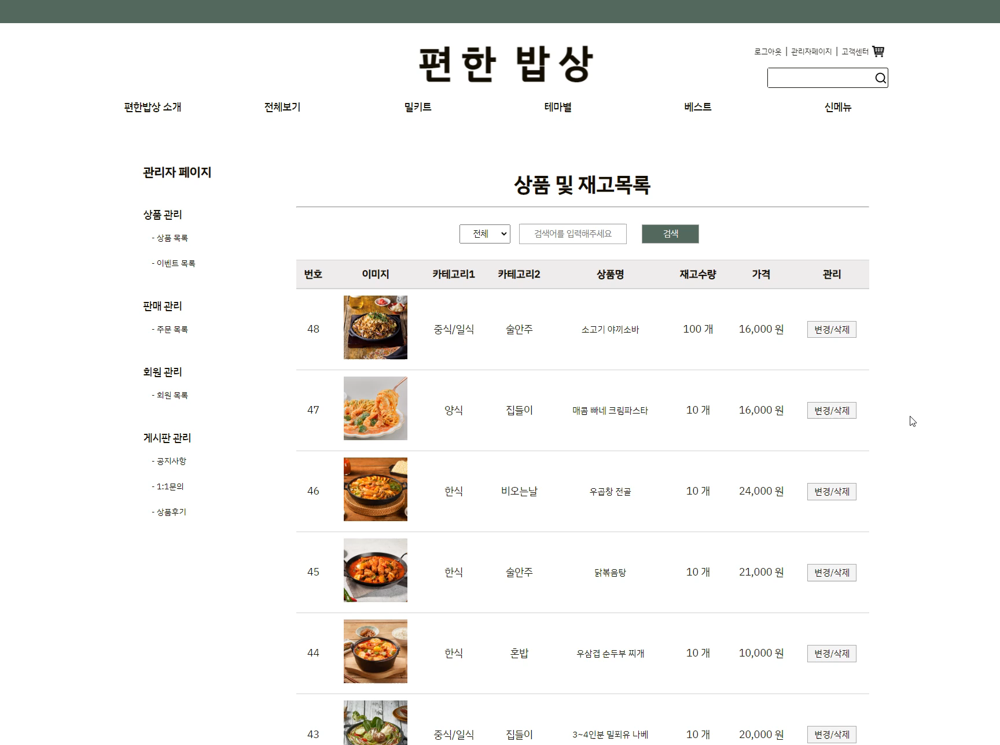 편한 밥상
로그아웃 | 관리자페이지 | 고객센터
편한밥상 소개 전체보기 밀키트 테마별 베스트 신메뉴
관리자 페이지
상품 관리
- 상품 목록
- 이벤트 목록
판매 관리
- 주문 목록
회원 관리
- 회원 목록
게시판 관리
- 공지사항
- 1:1문의
- 상품후기
상품 및 재고목록
전체 검색어를 입력해주세요 검색
번호 이미지 카테고리1 카테고리2 상품명 재고수량 가격 관리
48 중식/일식 술안주 소고기 야끼소바 100 개 16,000 원 변경/삭제
47 양식 집들이 매콤 빠네 크림파스타 10 개 16,000 원 변경/삭제
46 한식 비오는날 우곱창 전골 10 개 24,000 원 변경/삭제
45 한식 술안주 닭볶음탕 10 개 21,000 원 변경/삭제
44 한식 혼밥 우삼겹 순두부 찌개 10 개 10,000 원 변경/삭제
43 중식/일식 집들이 3~4인분 밀푀유 나베 10 개 20,000 원 변경/삭제